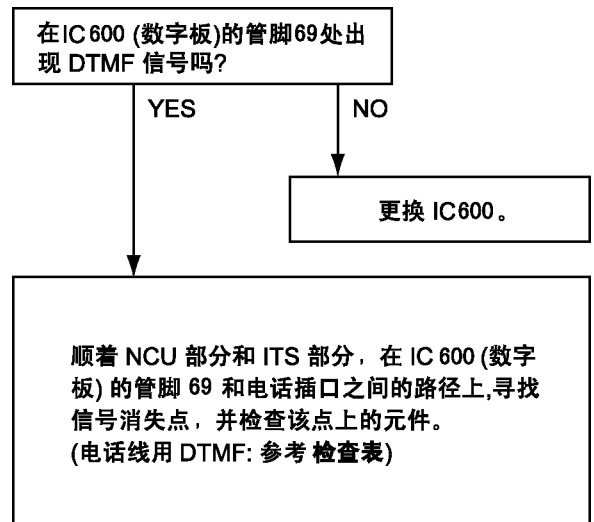 在IC600 (数字板)的管脚69处出
现 DTMF 信号吗?
YES
NO
更换 IC600。
顺着 NCU 部分和 ITS 部分，在 IC 600 (数字
板) 的管脚 69 和电话插口之间的路径上,寻找
信号消失点，并检查该点上的元件。
(电话线用 DTMF: 参考 检查表)